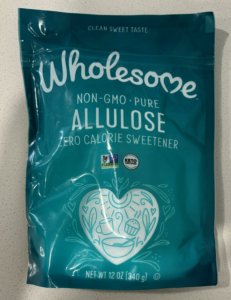 CLEAN SWEET TASTE
Wholesome
NON-GMO · PURE
ALLULOSE
ZERO CALORIE SWEETENER
NET WT 12 OZ (340 g)